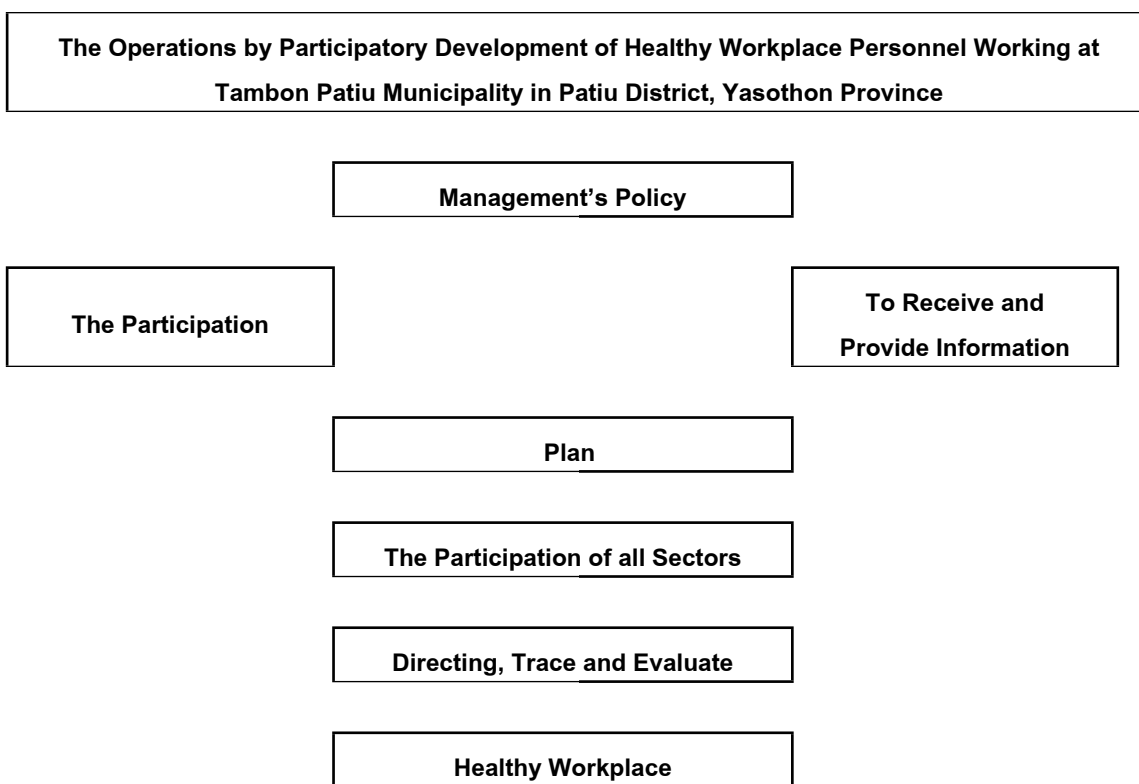 The Operations by Participatory Development of Healthy Workplace Personnel Working at
Tambon Patiu Municipality in Patiu District, Yasothon Province
Management’s Policy
The Participation
To Receive and
Provide Information
Plan
The Participation of all Sectors
Directing, Trace and Evaluate
Healthy Workplace